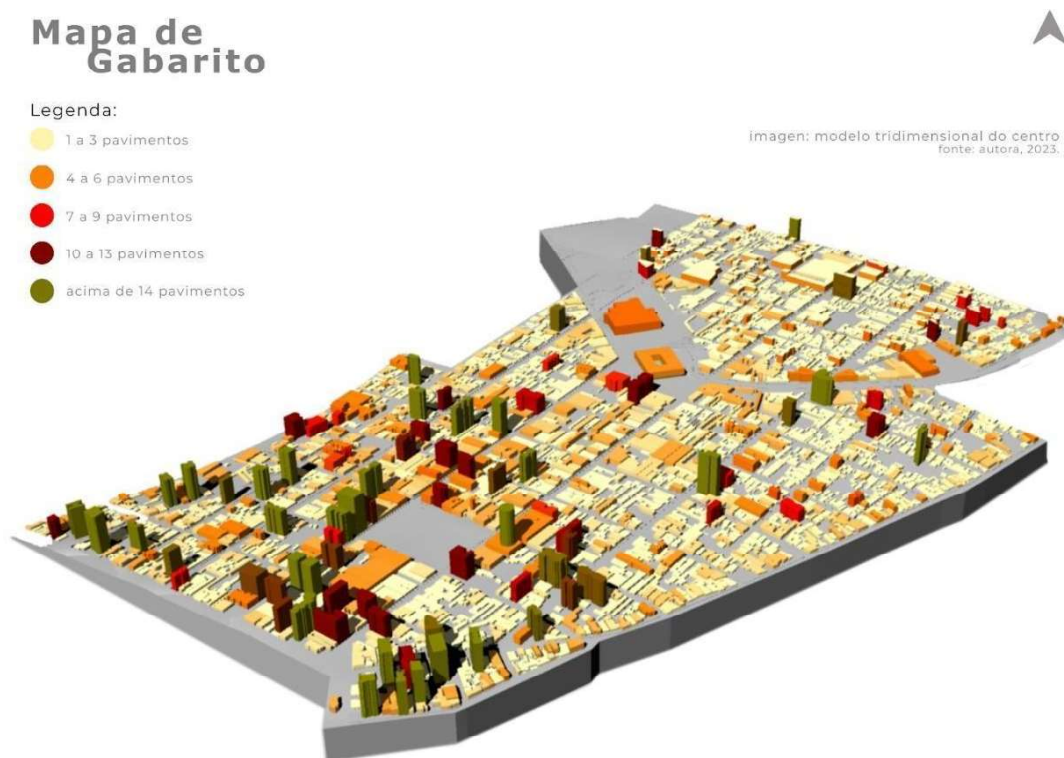 Mapa de
Gabarito
Legenda:
1 a 3 pavimentos
4 a 6 pavimentos
7 a 9 pavimentos
10 a 13 pavimentos
acima de 14 pavimentos
imagen: modelo tridimensional do centro
fonte: autora, 2023.